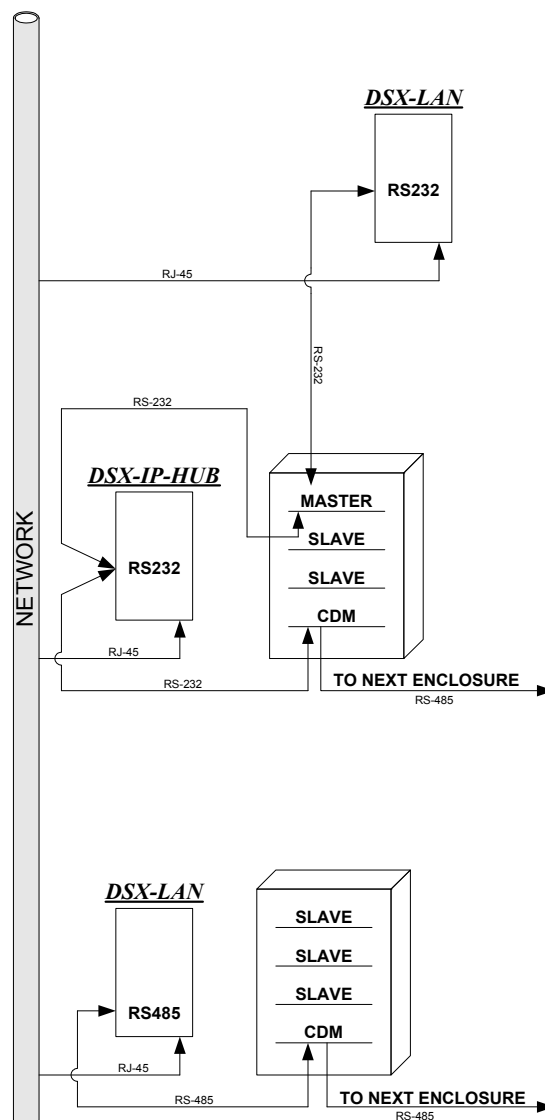 DSX-LAN
RS232
RJ-45
RS-232
RS-232
DSX-IP-HUB
MASTER
RS232
SLAVE
SLAVE
CDM
NETWORK
RJ-45
RS-232
TO NEXT ENCLOSURE
RS-485
DSX-LAN
RS485
SLAVE
SLAVE
SLAVE
CDM
RJ-45
RS-485
TO NEXT ENCLOSURE
RS-485